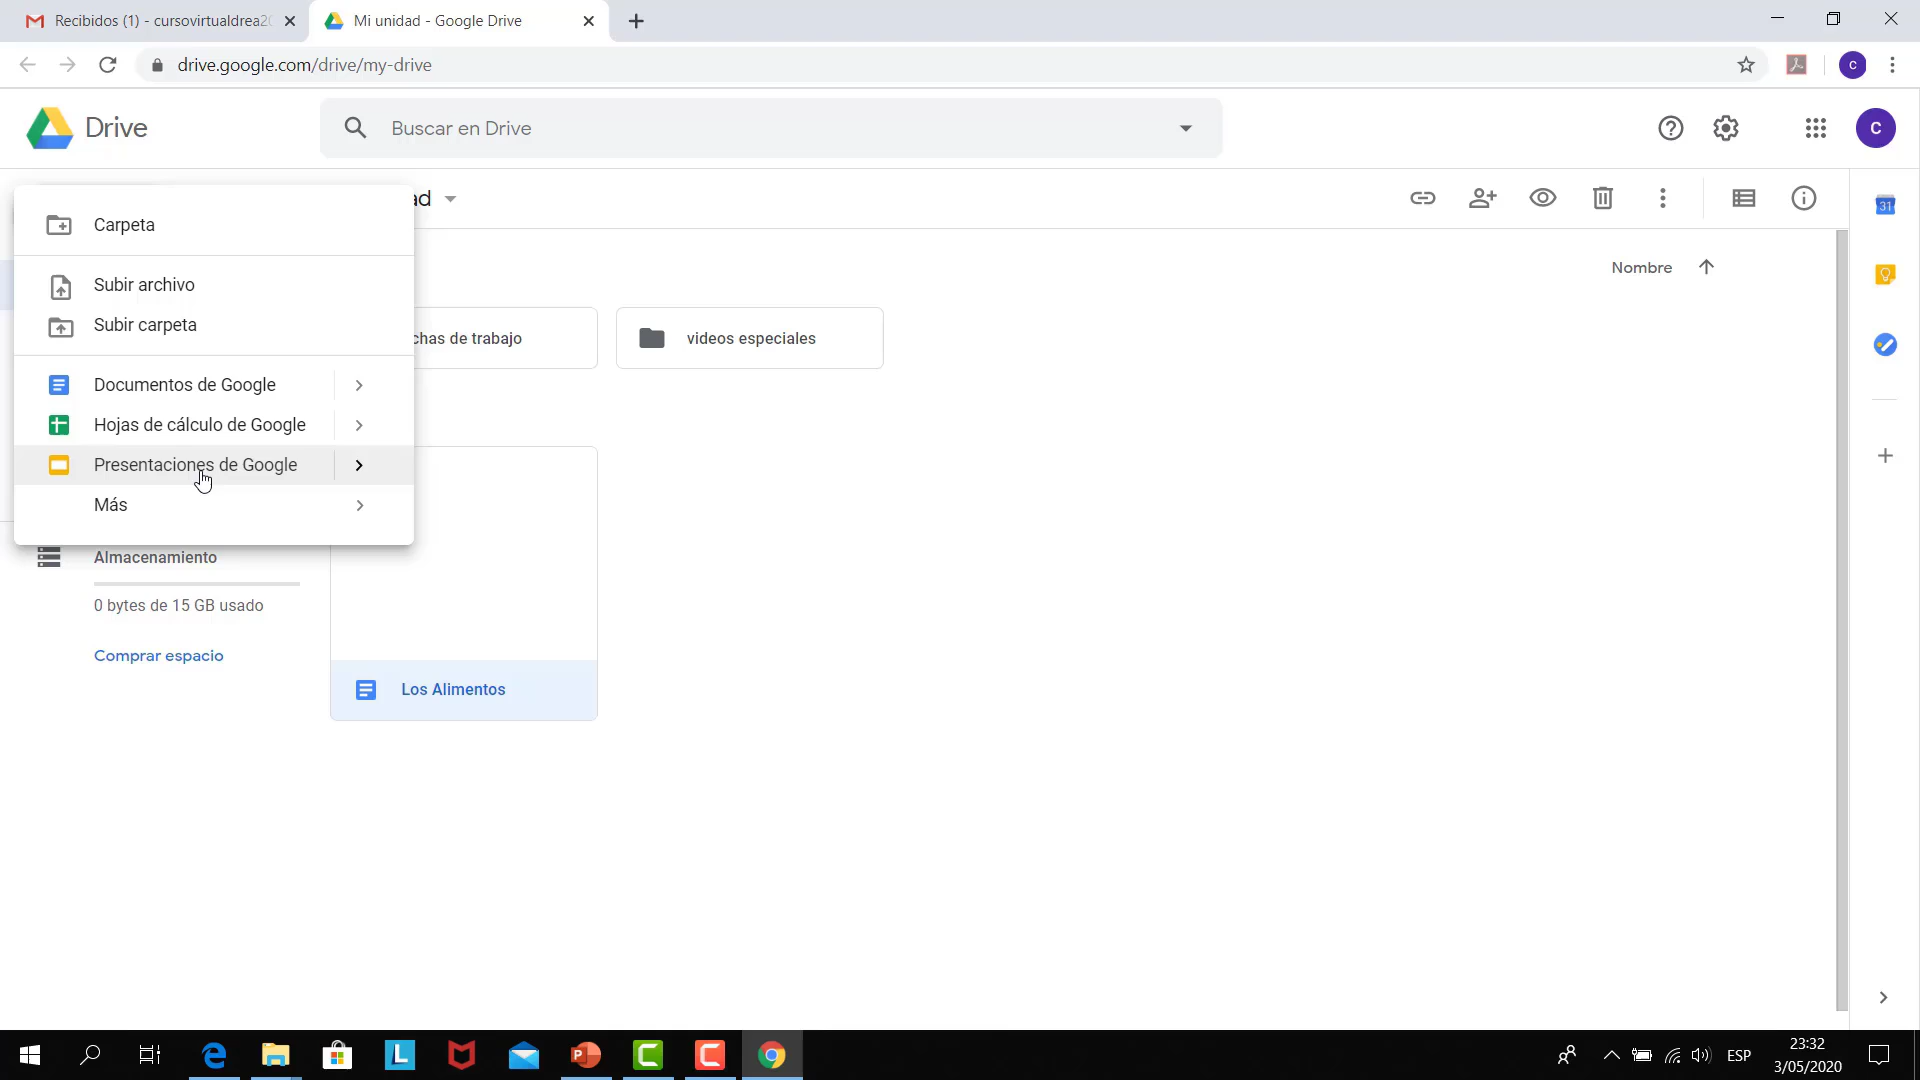 Recibidos (1) - cursovirtualdrea20
Mi unidad - Google Drive
drive.google.com/drive/my-drive
C
Drive
Buscar en Drive
C
ad
Carpeta
31
Nombre
Subir archivo
Subir carpeta
chas de trabajo
videos especiales
Documentos de Google
Hojas de cálculo de Google
Presentaciones de Google
Más
Almacenamiento
0 bytes de 15 GB usado
Comprar espacio
Los Alimentos
L
P
C
C
ESP
23:32
3/05/2020